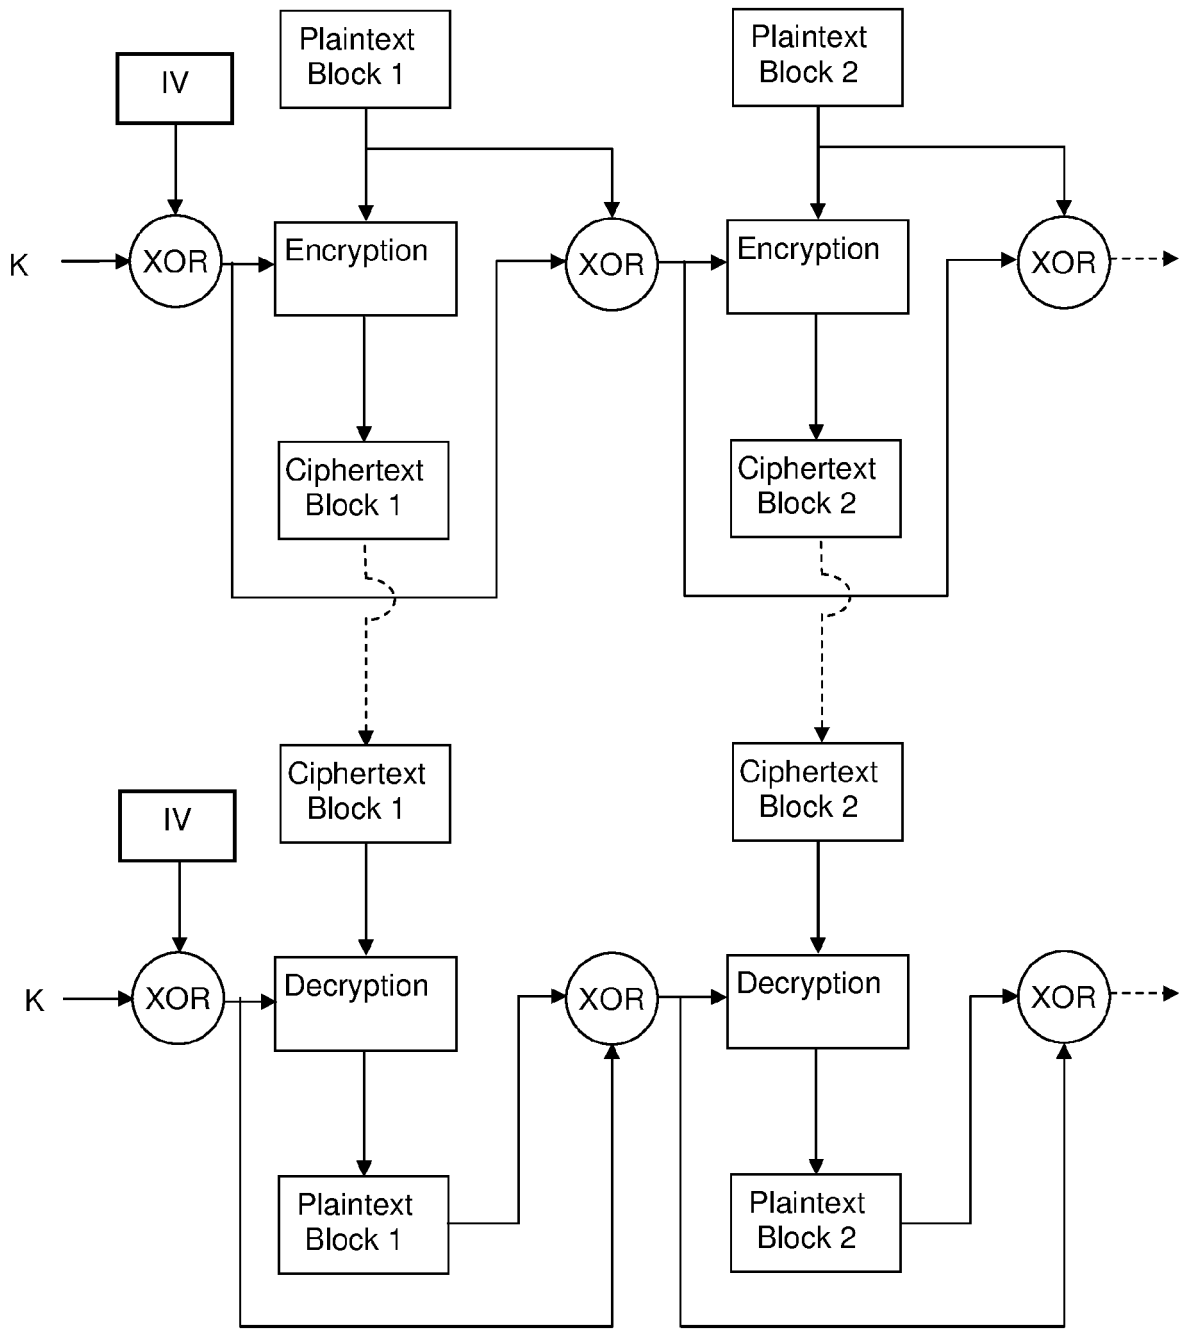 Plaintext
Block 1
Plaintext
Block 2
IV
K
XOR
Encryption
XOR
Encryption
XOR
Ciphertext
Block 1
Ciphertext
Block 2
Ciphertext
Block 1
Ciphertext
Block 2
IV
K
XOR
Decryption
XOR
Decryption
XOR
Plaintext
Block 1
Plaintext
Block 2